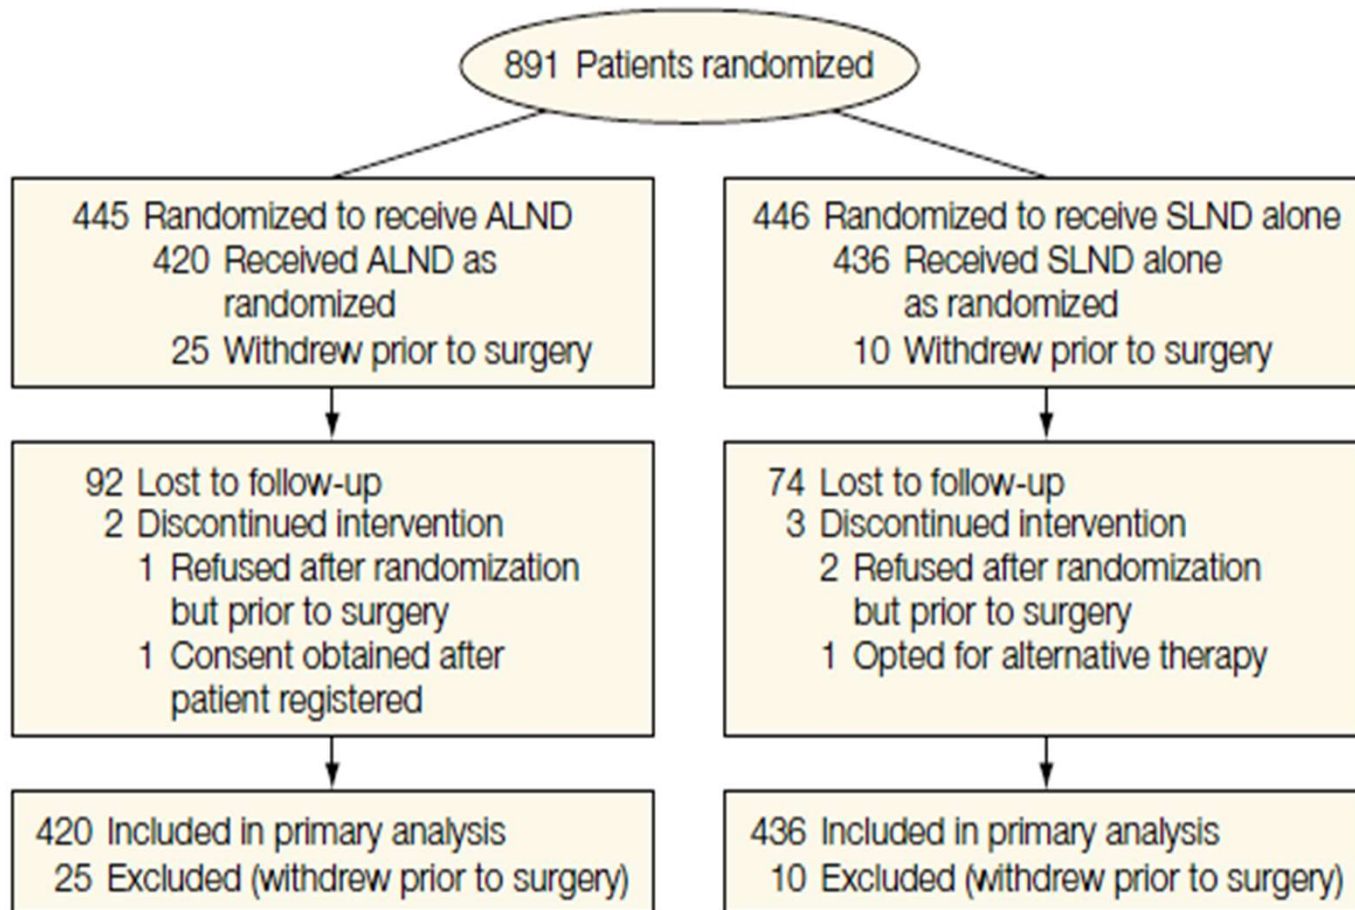 891 Patients randomized
445 Randomized to receive ALND
420 Received ALND as
randomized
25 Withdrew prior to surgery
446 Randomized to receive SLND alone
436 Received SLND alone
as randomized
10 Withdrew prior to surgery
92 Lost to follow-up
2 Discontinued intervention
1 Refused after randomization
but prior to surgery
1 Consent obtained after
patient registered
74 Lost to follow-up
3 Discontinued intervention
2 Refused after randomization
but prior to surgery
1 Opted for alternative therapy
420 Included in primary analysis
25 Excluded (withdrew prior to surgery)
436 Included in primary analysis
10 Excluded (withdrew prior to surgery)